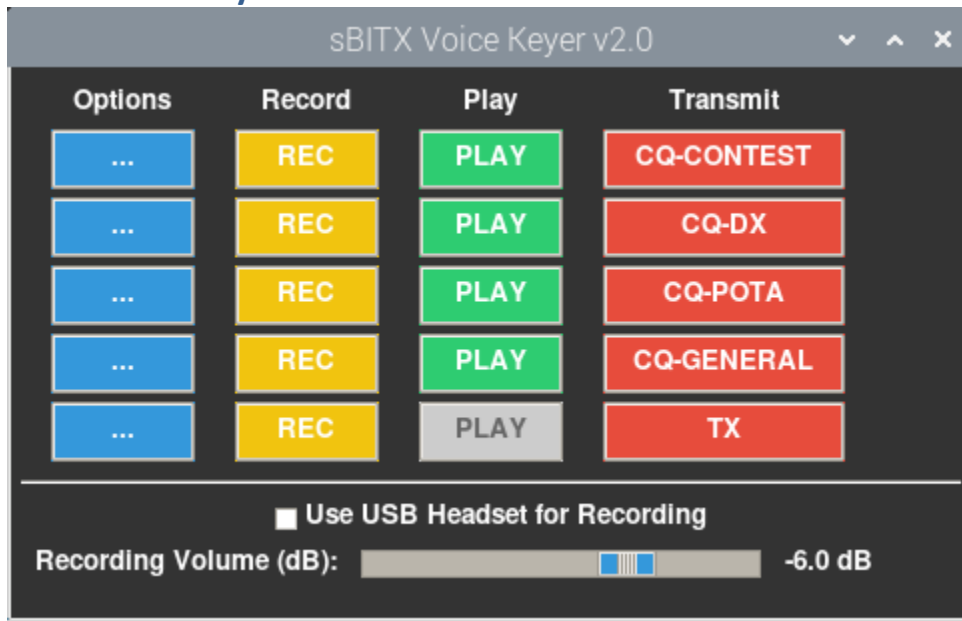 sBITX Voice Keyer v2.0
Options Record Play Transmit
... REC PLAY CQ-CONTEST
... REC PLAY CQ-DX
... REC PLAY CQ-POTA
... REC PLAY CQ-GENERAL
... REC PLAY TX
Use USB Headset for Recording
Recording Volume (dB): -6.0 dB